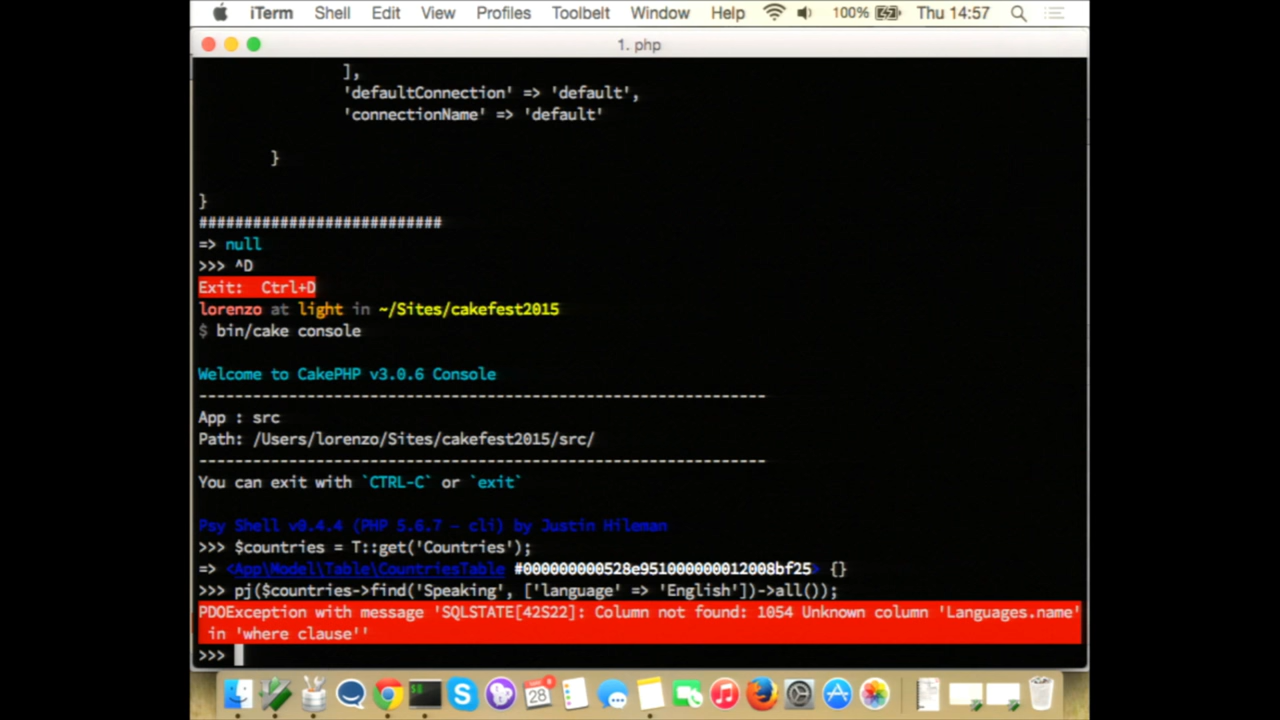 iTerm Shell Edit View Profiles Toolbelt Window Help 100% Thu 14:57
1. php
],
'defaultConnection' => 'default',
'connectionName' => 'default'
}
}
###########################
=> null
>>> ^D
Exit:  Ctrl+D
lorenzo at light in ~/Sites/cakefest2015
$ bin/cake console
Welcome to CakePHP v3.0.6 Console
---------------------------------------------------------------
App : src
Path: /Users/lorenzo/Sites/cakefest2015/src/
---------------------------------------------------------------
You can exit with `CTRL-C` or `exit`
Psy Shell v0.4.4 (PHP 5.6.7 — cli) by Justin Hileman
>>> $countries = T::get('Countries');
=> <App\Model\Table\CountriesTable #000000000528e951000000012008bf25> {}
>>> pj($countries->find('Speaking', ['language' => 'English'])->all());
PDOException with message 'SQLSTATE[42S22]: Column not found: 1054 Unknown column 'Languages.name'
in 'where clause''
>>>
28